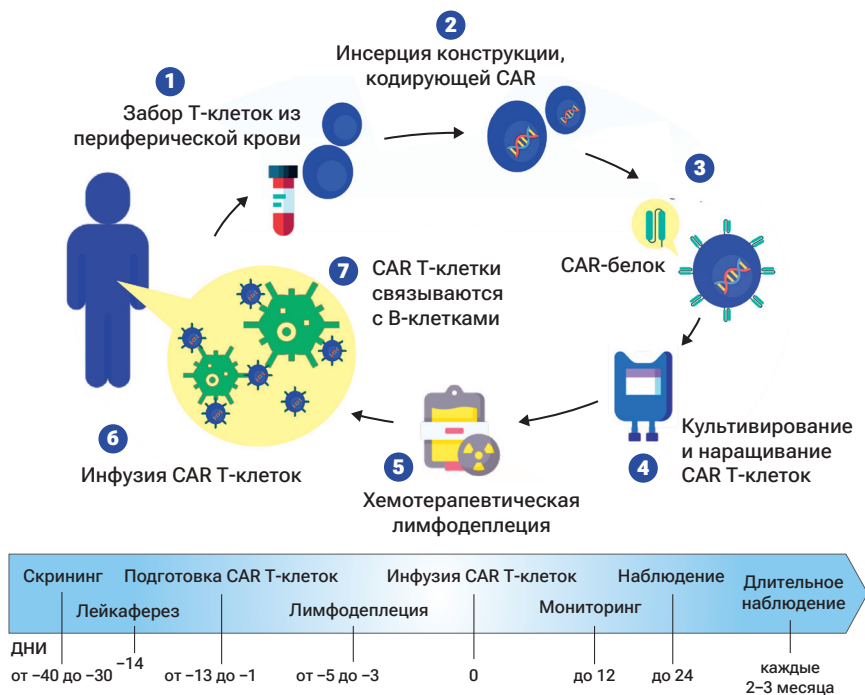 1
Забор Т-клеток из
периферической крови
2
Инсерция конструкции,
кодирующей CAR
3
CAR-белок
4
Культивирование
и наращивание
CAR Т-клеток
5
Хемотерапевтическая
лимфодеплеция
6
Инфузия CAR Т-клеток
7
CAR Т-клетки
связываются
с В-клетками
Скрининг
Лейкаферез
Подготовка CAR Т-клеток
Лимфодеплеция
Инфузия CAR Т-клеток
Мониторинг
Наблюдение
Длительное
наблюдение
ДНИ
от −40 до −30
−14
от −13 до −1
от −5 до −3
0
до 12
до 24
каждые
2–3 месяца